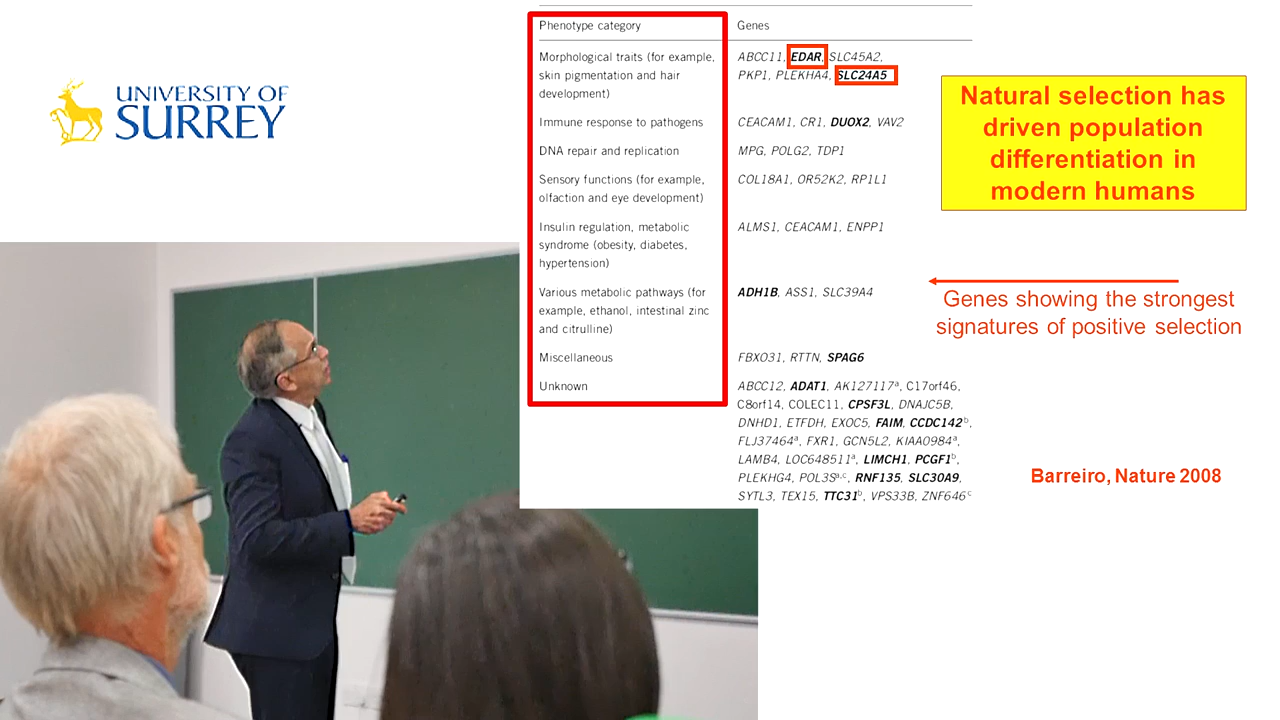 UNIVERSITY OF
SURREY
Phenotype category Genes
Morphological traits (for example, ABCC11, EDAR, SLC45A2,
skin pigmentation and hair PKP1, PLEKHA4, SLC24A5
development)
Immune response to pathogens CEACAM1, CR1, DUOX2, VAV2
DNA repair and replication MPG, POLG2, TDP1
Sensory functions (for example, COL18A1, OR52K2, RP1L1
olfaction and eye development)
Insulin regulation, metabolic ALMS1, CEACAM1, ENPP1
syndrome (obesity, diabetes,
hypertension)
Various metabolic pathways (for ADH1B, ASS1, SLC39A4
example, ethanol, intestinal zinc
and citrulline)
Miscellaneous FBXO31, RTTN, SPAG6
Unknown ABCC12, ADAT1, AK127117a, C17orf46,
C8orf14, COLEC11, CPSF3L, DNAJC5B,
DNHD1, ETFDH, EXOC5, FAIM, CCDC142b,
FLJ37464a, FXR1, GCN5L2, KIAA0984a,
LAMB4, LOC648511a, LIMCH1, PCGF1b,
PLEKHG4, POL3Sa,c, RNF135, SLC30A9,
SYTL3, TEX15, TTC31b, VPS33B, ZNF646c
Natural selection has
driven population
differentiation in
modern humans
Genes showing the strongest
signatures of positive selection
Barreiro, Nature 2008